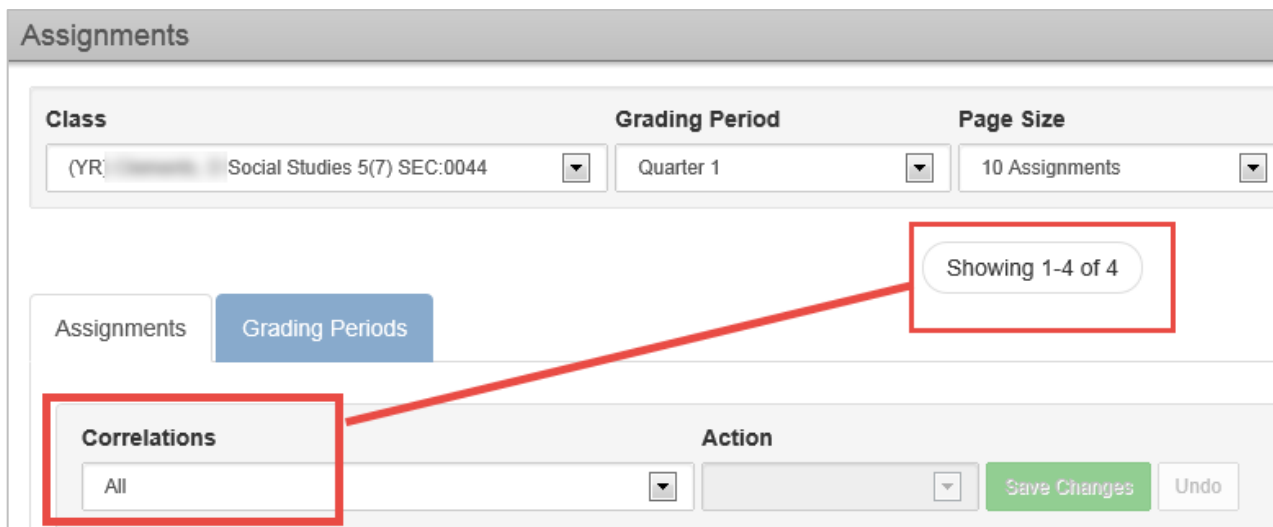 Assignments
Class
Grading Period
Page Size
(YR) Social Studies 5(7) SEC:0044
Quarter 1
10 Assignments
Showing 1-4 of 4
Assignments
Grading Periods
Correlations
Action
All
Save Changes
Undo